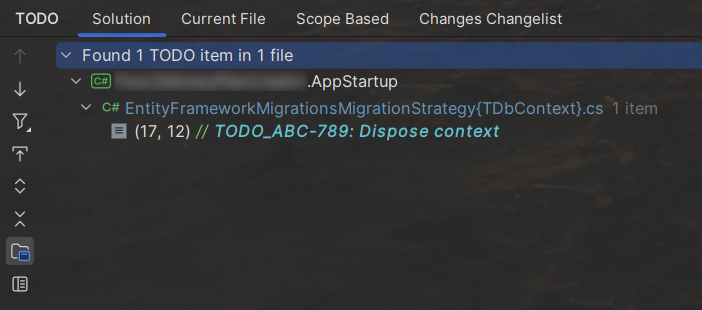 TODO Solution Current File Scope Based Changes Changelist
Found 1 TODO item in 1 file
C# .AppStartup
C# EntityFrameworkMigrationsMigrationStrategy{TDbContext}.cs 1 item
(17, 12) // TODO_ABC-789: Dispose context